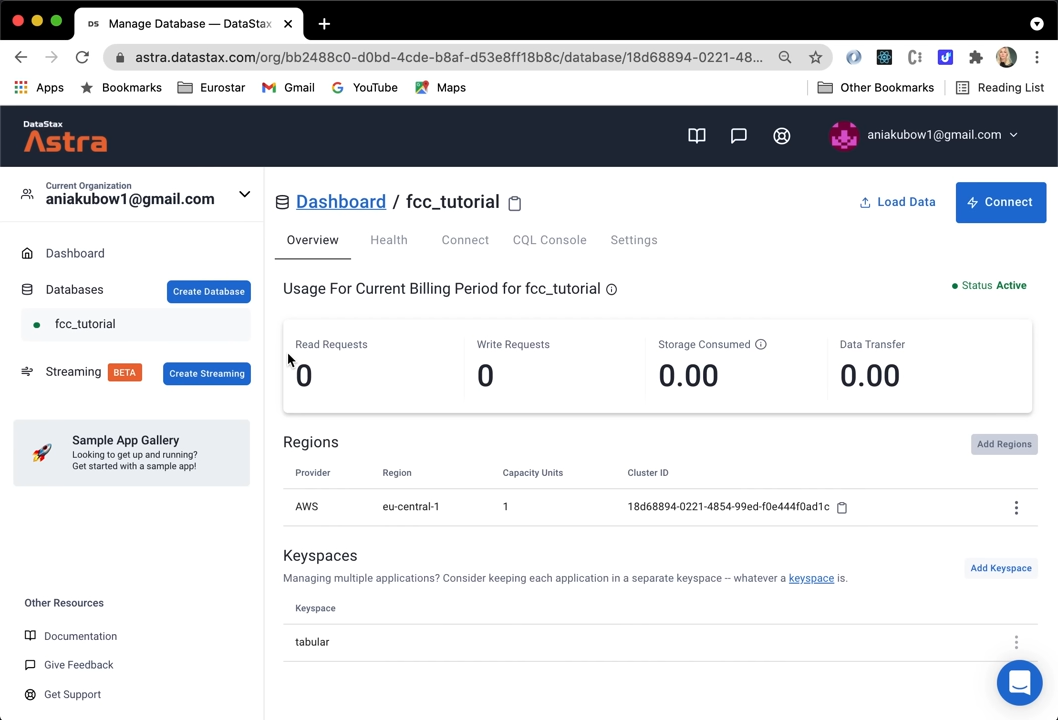 DS Manage Database — DataStax
astra.datastax.com/org/bb2488c0-d0bd-4cde-b8af-d53e8ff18b8c/database/18d68894-0221-48...
Apps Bookmarks Eurostar Gmail YouTube Maps Other Bookmarks Reading List
DataStax
Astra
aniakubow1@gmail.com
Current Organization
aniakubow1@gmail.com
Dashboard
Databases Create Database
fcc_tutorial
Streaming BETA Create Streaming
Sample App Gallery
Looking to get up and running?
Get started with a sample app!
Other Resources
Documentation
Give Feedback
Get Support
Dashboard / fcc_tutorial
Load Data Connect
Overview Health Connect CQL Console Settings
Usage For Current Billing Period for fcc_tutorial
Status Active
Read Requests Write Requests Storage Consumed Data Transfer
0 0 0.00 0.00
Regions Add Regions
Provider Region Capacity Units Cluster ID
AWS eu-central-1 1 18d68894-0221-4854-99ed-f0e444f0ad1c
Keyspaces
Managing multiple applications? Consider keeping each application in a separate keyspace -- whatever a keyspace is.
Add Keyspace
Keyspace
tabular